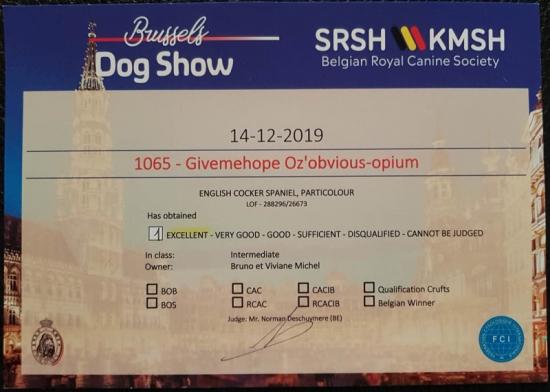 Brussels
Dog Show
SRSH KMSH
Belgian Royal Canine Society
14-12-2019
1065 - Givemehope Oz'obvious-opium
ENGLISH COCKER SPANIEL, PARTICOLOUR
LOF - 288296/26673
Has obtained
1 EXCELLENT - VERY GOOD - GOOD - SUFFICIENT - DISQUALIFIED - CANNOT BE JUDGED
In class: Intermediate
Owner: Bruno et Viviane Michel
BOB CAC CACIB Qualification Crufts
BOS RCAC RCACIB Belgian Winner
Judge: Mr. Norman Deschuymere (BE)
FCI